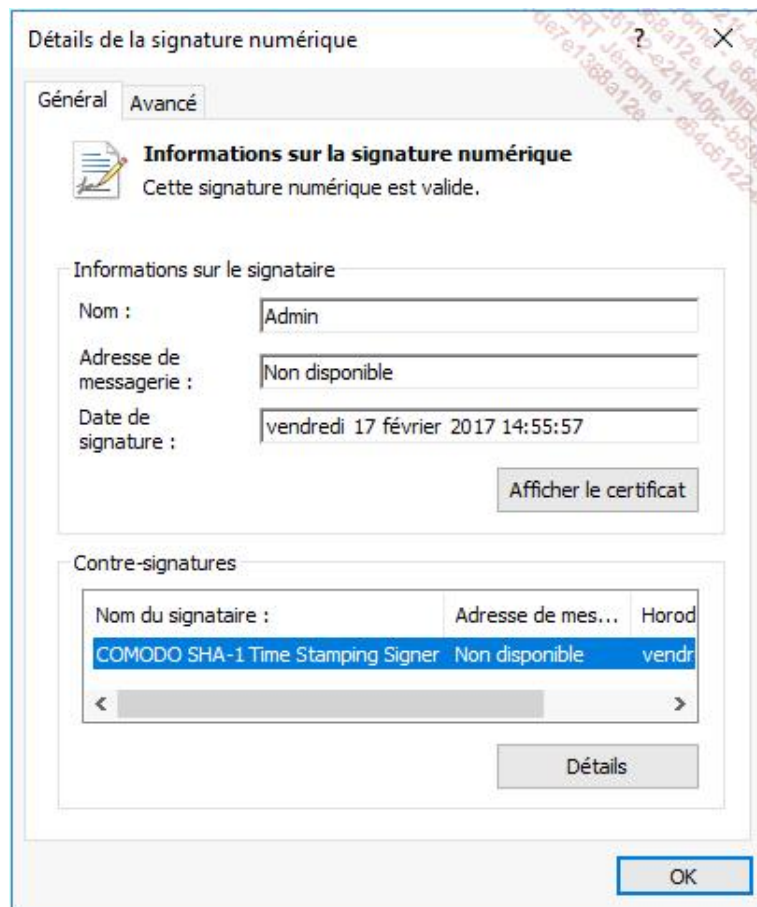 Détails de la signature numérique
?
Général
Avancé
Informations sur la signature numérique
Cette signature numérique est valide.
Informations sur le signataire
Nom :
Admin
Adresse de
messagerie :
Non disponible
Date de
signature :
vendredi 17 février 2017 14:55:57
Afficher le certificat
Contre-signatures
Nom du signataire : Adresse de mes... Horod
COMODO SHA-1 Time Stamping Signer Non disponible vendr
Détails
OK